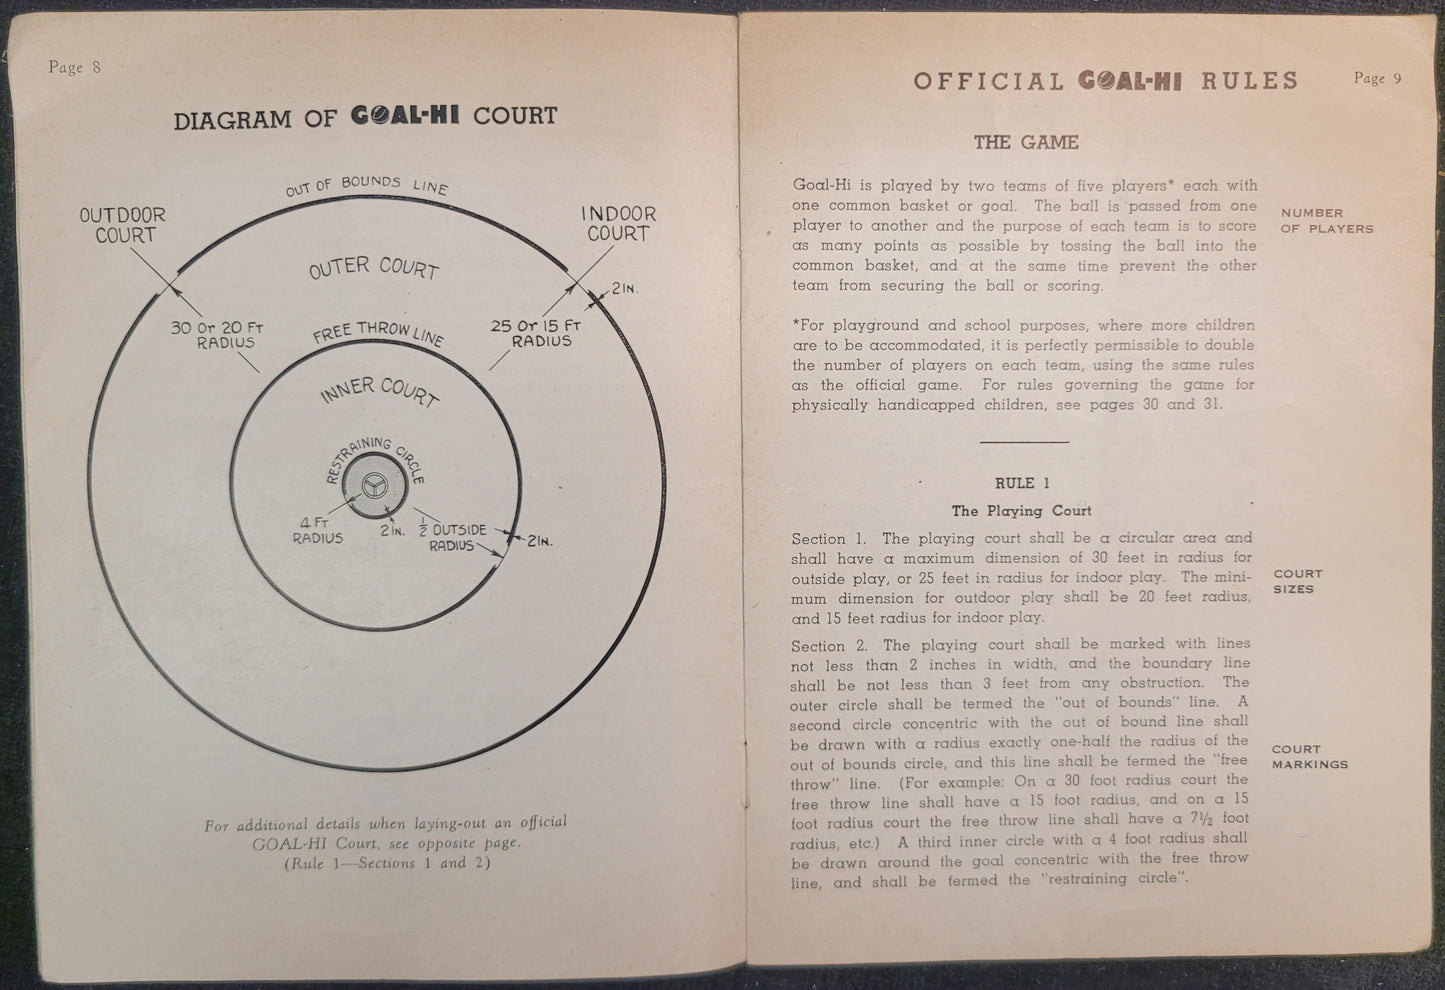 Page 8
DIAGRAM OF GOAL-HI COURT
OUT OF BOUNDS LINE
OUTDOOR
COURT
INDOOR
COURT
OUTER COURT
2 IN.
30 Or 20 FT
RADIUS
FREE THROW LINE
25 Or 15 FT
RADIUS
INNER COURT
RESTRAINING CIRCLE
4 FT
RADIUS
2 IN.
1/2 OUTSIDE
RADIUS
2 IN.
For additional details when laying-out an official
GOAL-HI Court, see opposite page.
(Rule 1—Sections 1 and 2)
OFFICIAL GOAL-HI RULES
Page 9
THE GAME
Goal-Hi is played by two teams of five players* each with
one common basket or goal. The ball is passed from one
player to another and the purpose of each team is to score
as many points as possible by tossing the ball into the
common basket, and at the same time prevent the other
team from securing the ball or scoring.
NUMBER
OF PLAYERS
*For playground and school purposes, where more children
are to be accommodated, it is perfectly permissible to double
the number of players on each team, using the same rules
as the official game. For rules governing the game for
physically handicapped children, see pages 30 and 31.
RULE 1
The Playing Court
Section 1. The playing court shall be a circular area and
shall have a maximum dimension of 30 feet in radius for
outside play, or 25 feet in radius for indoor play. The mini-
mum dimension for outdoor play shall be 20 feet radius,
and 15 feet radius for indoor play.
COURT
SIZES
Section 2. The playing court shall be marked with lines
not less than 2 inches in width, and the boundary line
shall be not less than 3 feet from any obstruction. The
outer circle shall be termed the "out of bounds" line. A
second circle concentric with the out of bound line shall
be drawn with a radius exactly one-half the radius of the
out of bounds circle, and this line shall be fermed the "free
throw" line. (For example: On a 30 foot radius court the
free throw line shall have a 15 foot radius, and on a 15
foot radius court the free throw line shall have a 7½ foot
radius, etc.) A third inner circle with a 4 foot radius shall
be drawn around the goal concentric with the free throw
line, and shall be fermed the "restraining circle".
COURT
MARKINGS